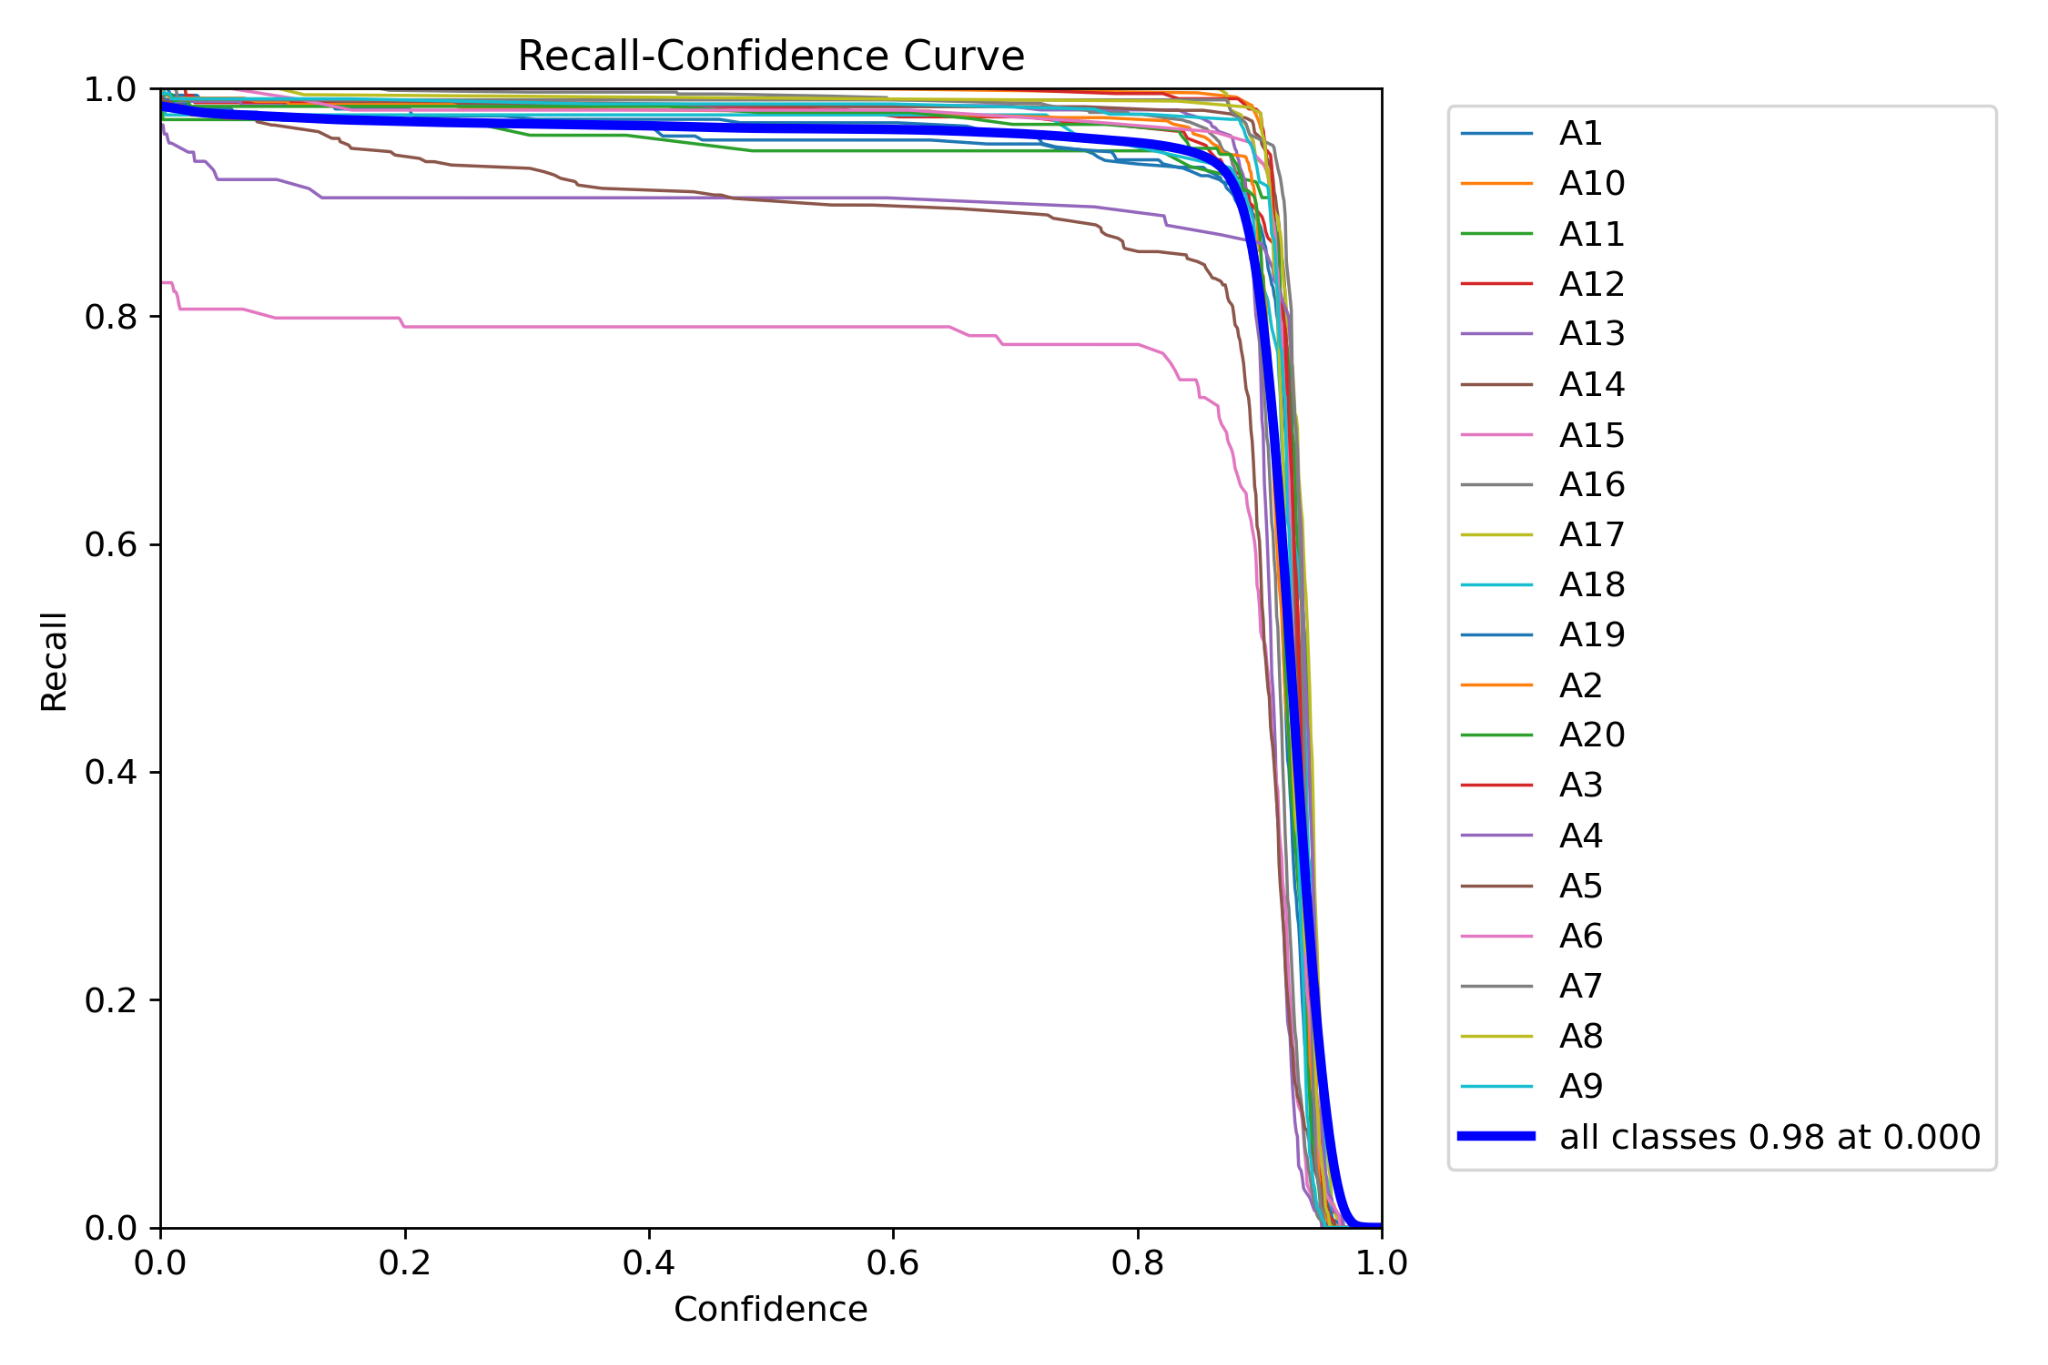 Recall-Confidence Curve
1.0
0.8
0.6
0.4
0.2
0.0
Recall
0.0 0.2 0.4 0.6 0.8 1.0
Confidence
A1
A10
A11
A12
A13
A14
A15
A16
A17
A18
A19
A2
A20
A3
A4
A5
A6
A7
A8
A9
all classes 0.98 at 0.000